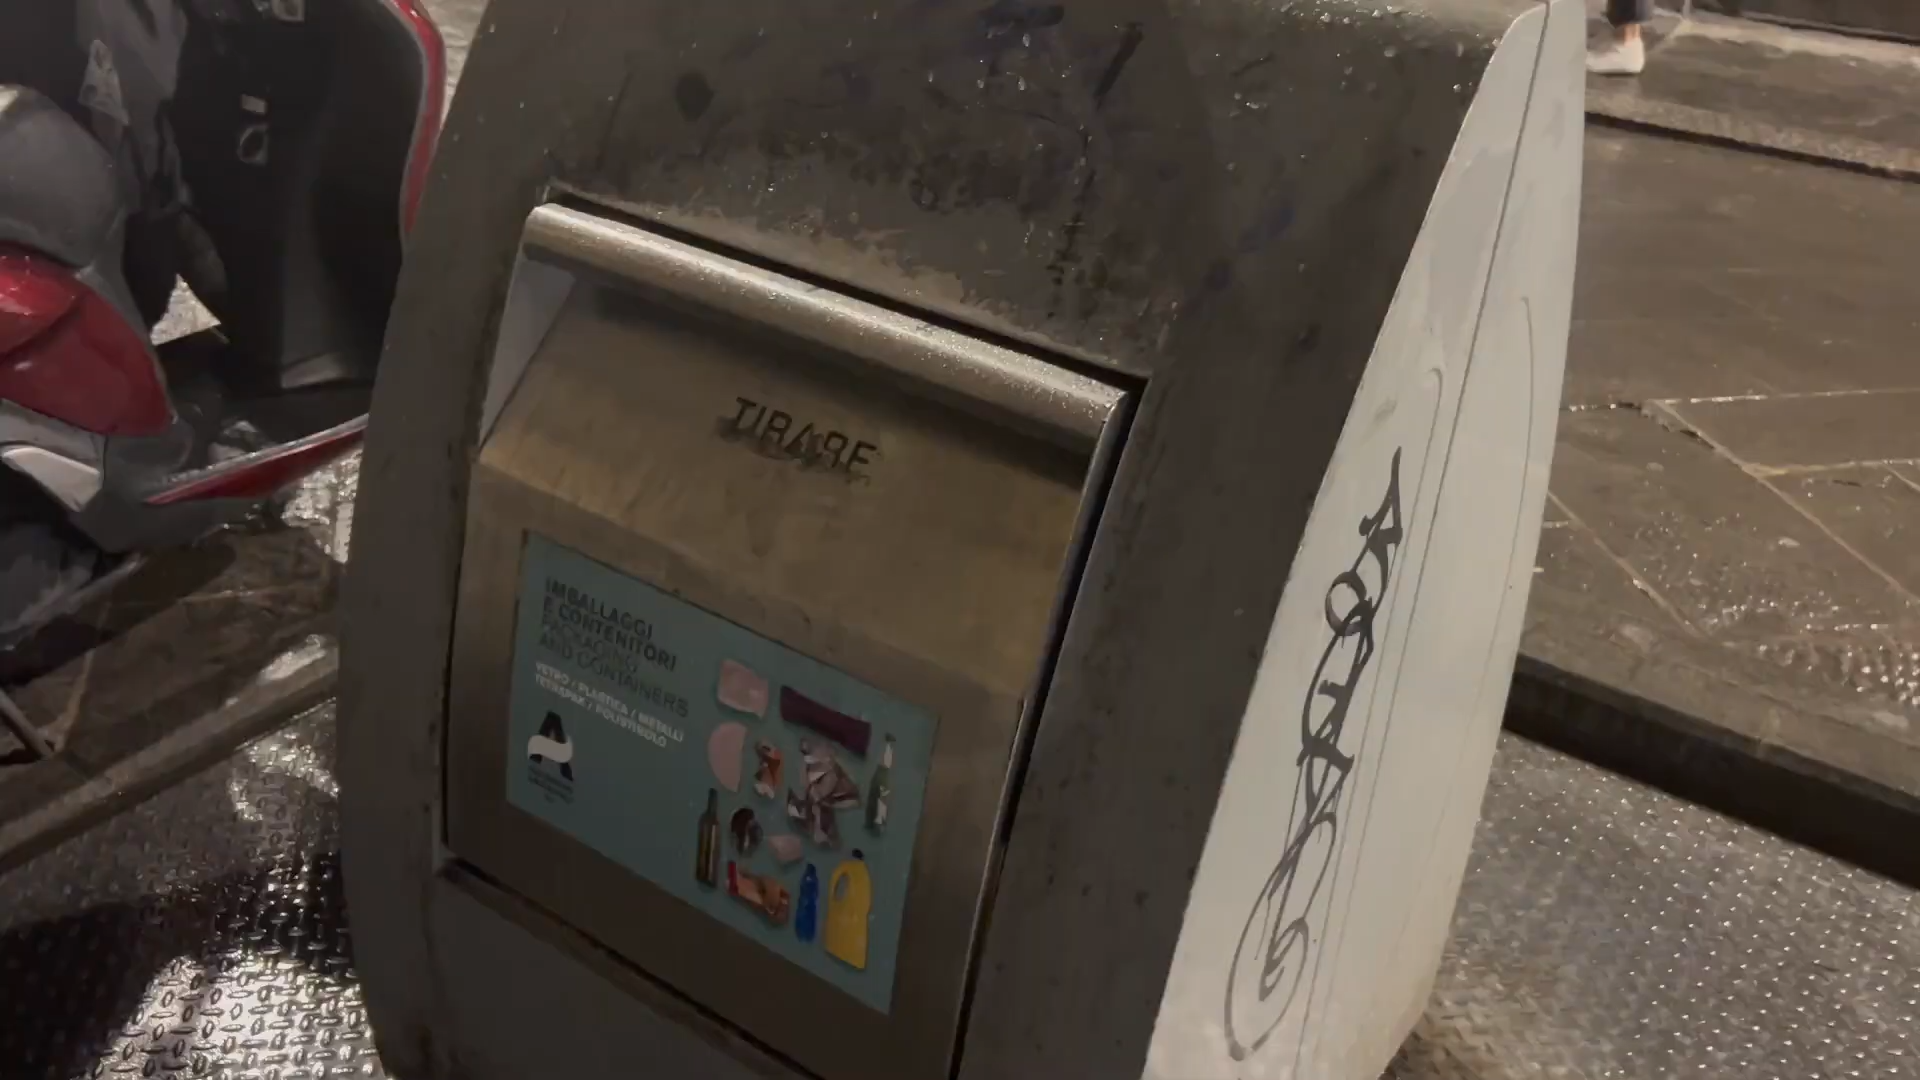 TIRARE
IMBALLAGGI
E CONTENITORI
PACKAGING
AND CONTAINERS
VETRO / PLASTICA / METALLI
TETRAPAK / POLISTIROLO
A